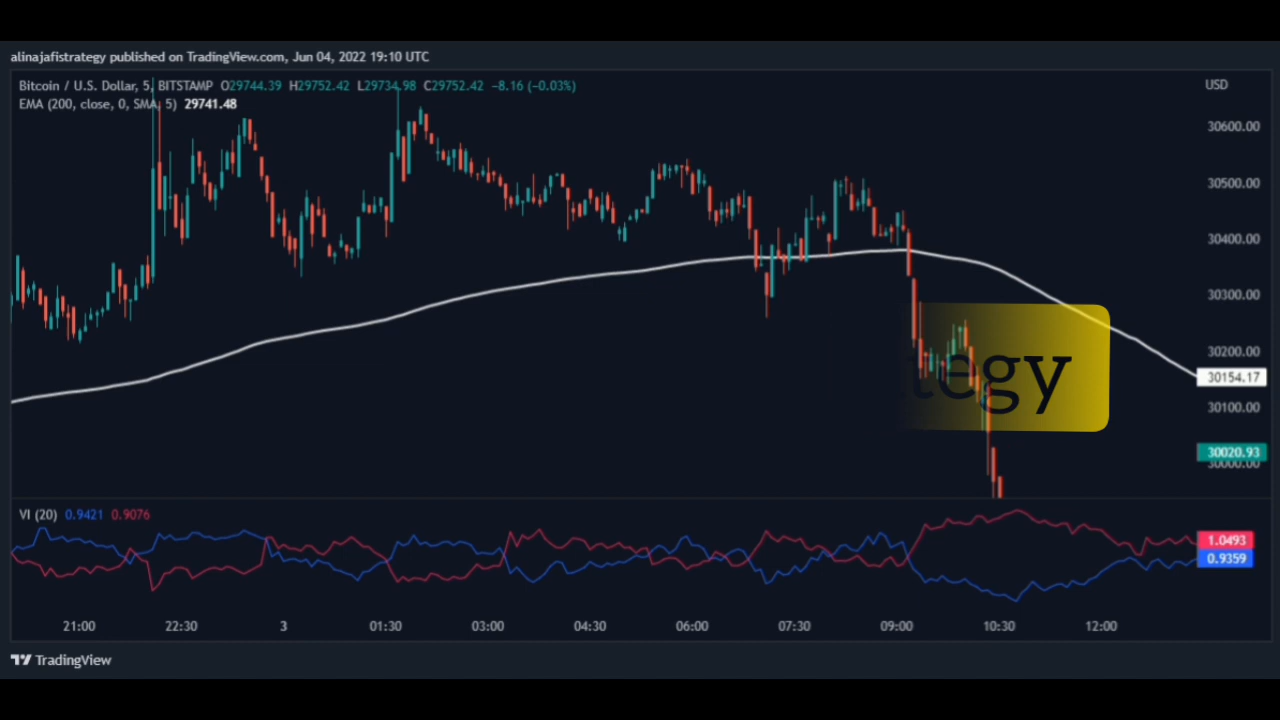 alinajafistrategy published on TradingView.com, Jun 04, 2022 19:10 UTC
Bitcoin / U.S. Dollar, 5, BITSTAMP O29744.39 H29752.42 L29734.98 C29752.42 −8.16 (−0.03%)
EMA (200, close, 0, SMA, 5) 29741.48
USD
30600.00
30500.00
30400.00
30300.00
30200.00
tegy
30154.17
30100.00
30020.93
30000.00
VI (20) 0.9421 0.9076
1.0493
0.9359
21:00 22:30 3 01:30 03:00 04:30 06:00 07:30 09:00 10:30 12:00
TradingView